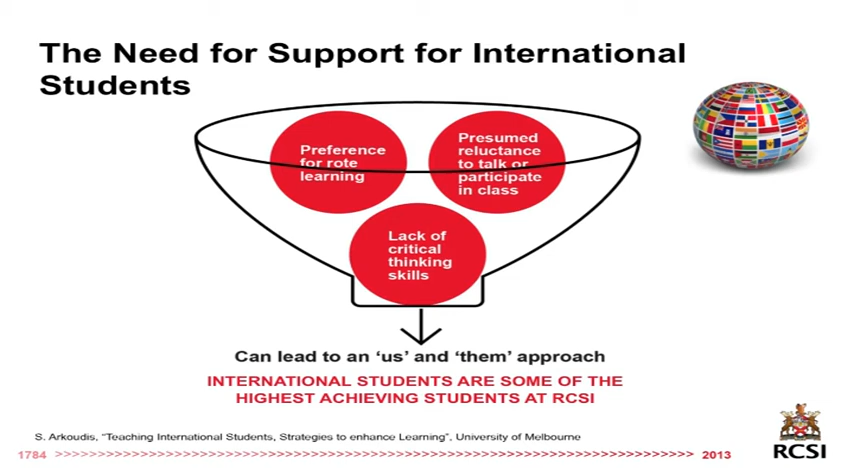 The Need for Support for International
Students
Preference
for rote
learning
Presumed
reluctance
to talk or
participate
in class
Lack of
critical
thinking
skills
Can lead to an ‘us’ and ‘them’ approach
INTERNATIONAL STUDENTS ARE SOME OF THE
HIGHEST ACHIEVING STUDENTS AT RCSI
S. Arkoudis, “Teaching International Students, Strategies to enhance Learning”, University of Melbourne
1784
2013
RCSI